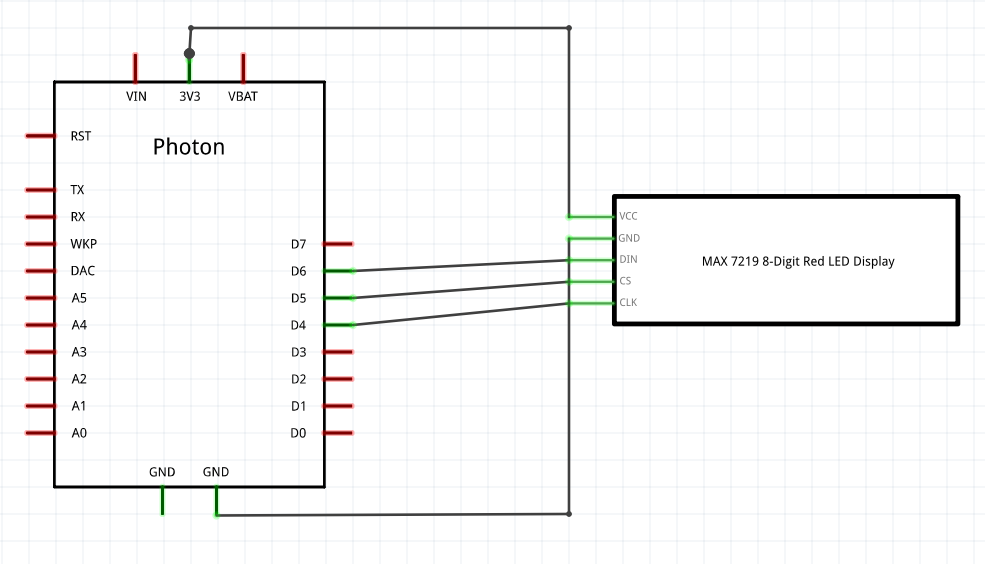 VIN 3V3 VBAT
RST
Photon
TX
RX
WKP D7
DAC D6
A5 D5
A4 D4
A3 D3
A2 D2
A1 D1
A0 D0
GND GND
VCC
GND
DIN
MAX 7219 8-Digit Red LED Display
CS
CLK